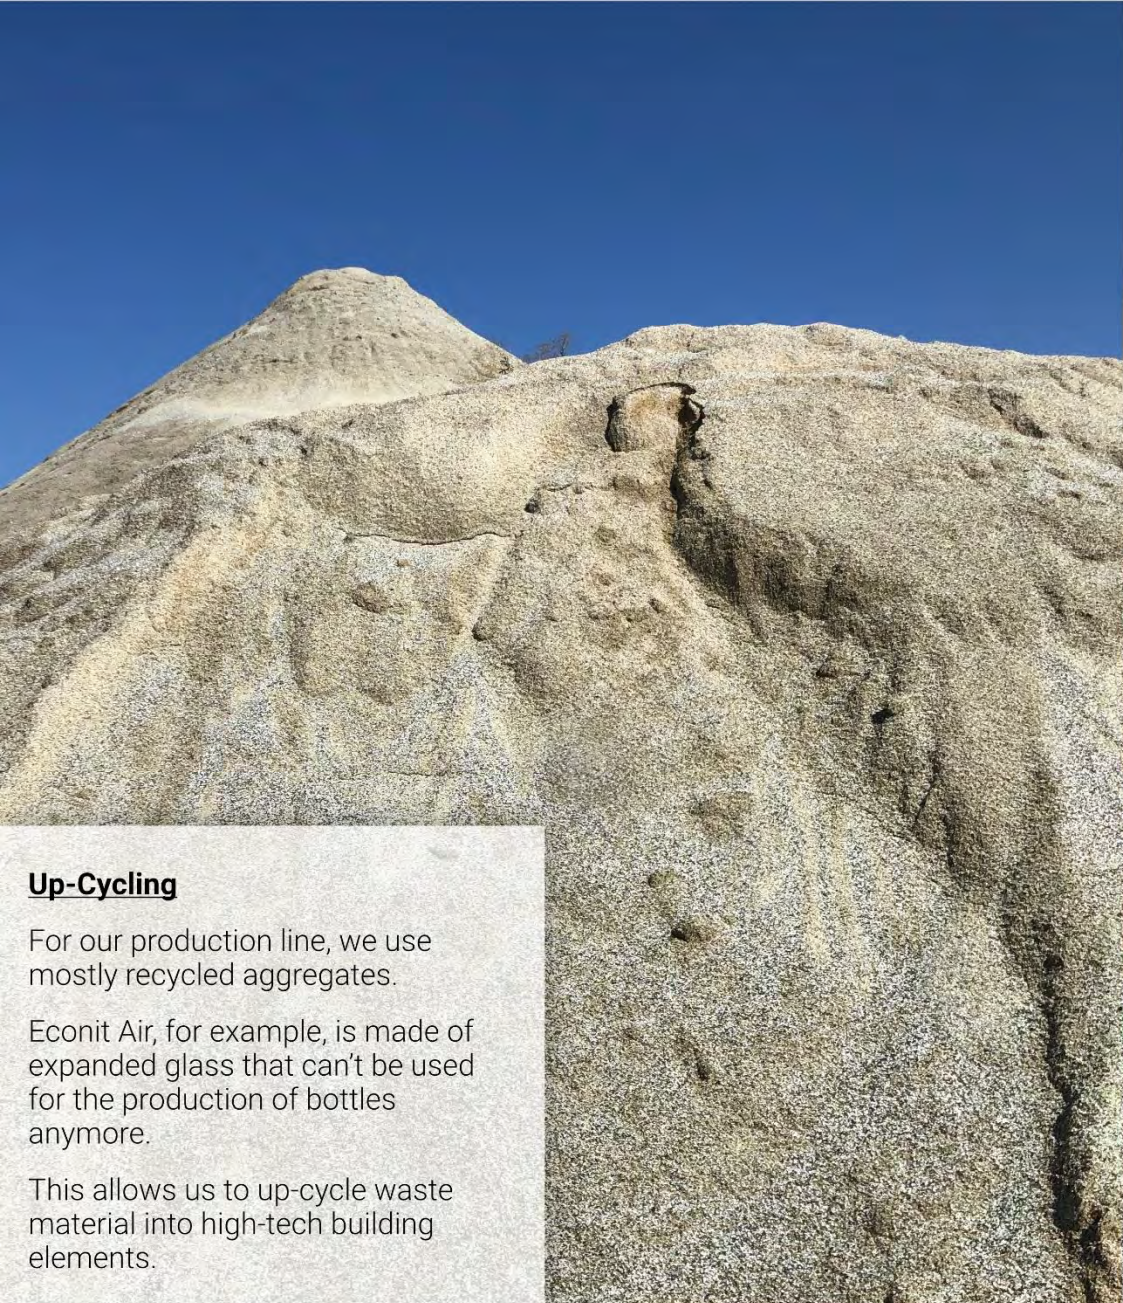 Up-Cycling
For our production line, we use
mostly recycled aggregates.
Econit Air, for example, is made of
expanded glass that can’t be used
for the production of bottles
anymore.
This allows us to up-cycle waste
material into high-tech building
elements.